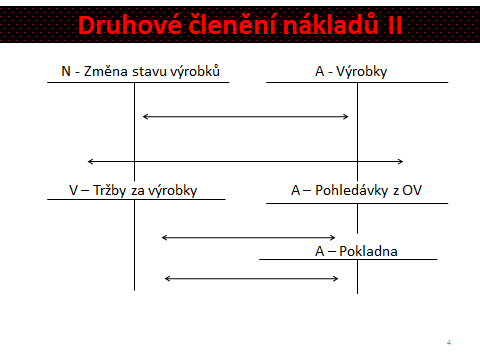 Druhové členění nákladů II
N - Změna stavu výrobků
A - Výrobky
V – Tržby za výrobky
A – Pohledávky z OV
A – Pokladna
4